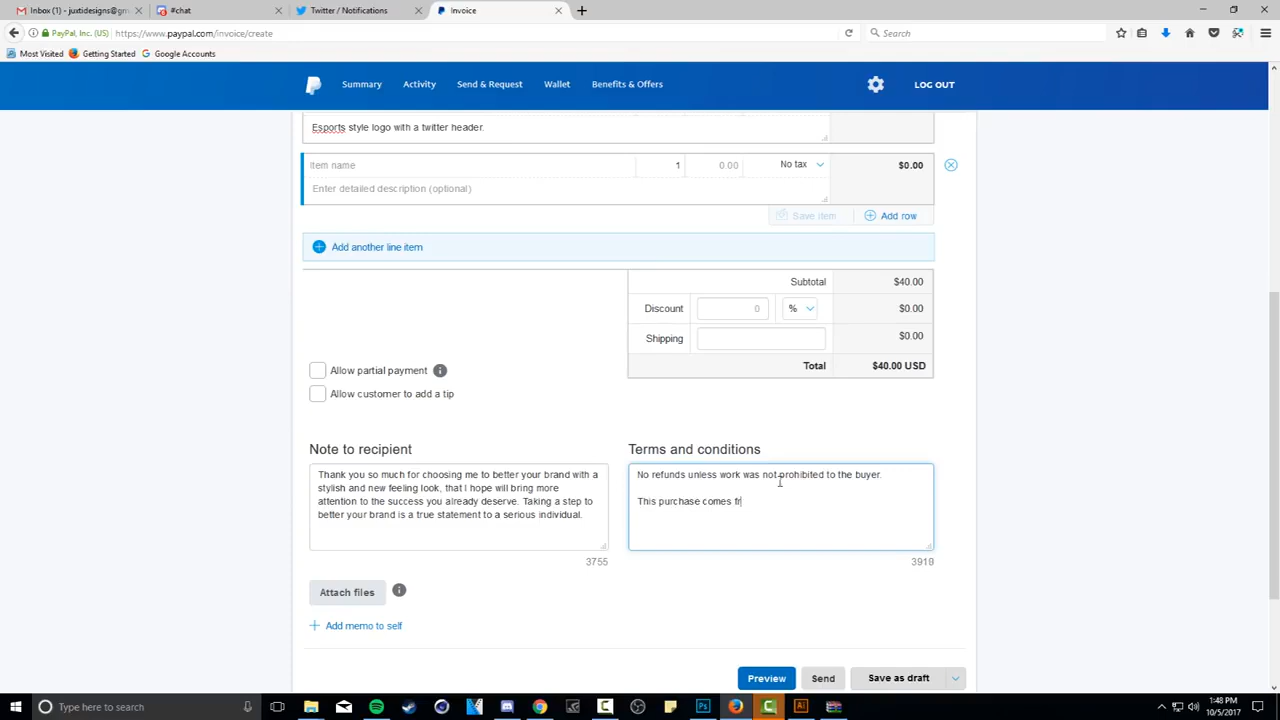 Inbox (1) - juxtidesigns@gm
#chat
Twitter / Notifications
Invoice
PayPal, Inc. (US)
https://www.paypal.com/invoice/create
Search
Most Visited
Getting Started
Google Accounts
Summary
Activity
Send & Request
Wallet
Benefits & Offers
LOG OUT
Esports style logo with a twitter header.
Item name
1
0.00
No tax
$0.00
Enter detailed description (optional)
Save item
Add row
Add another line item
Subtotal
$40.00
Discount
0
%
$0.00
Shipping
$0.00
Total
$40.00 USD
Allow partial payment
Allow customer to add a tip
Note to recipient
Thank you so much for choosing me to better your brand with a
stylish and new feeling look, that I hope will bring more
attention to the success you already deserve. Taking a step to
better your brand is a true statement to a serious individual.
3755
Terms and conditions
No refunds unless work was not prohibited to the buyer.
This purchase comes fr
3919
Attach files
Add memo to self
Preview
Send
Save as draft
Type here to search
1:48 PM
10/5/2017